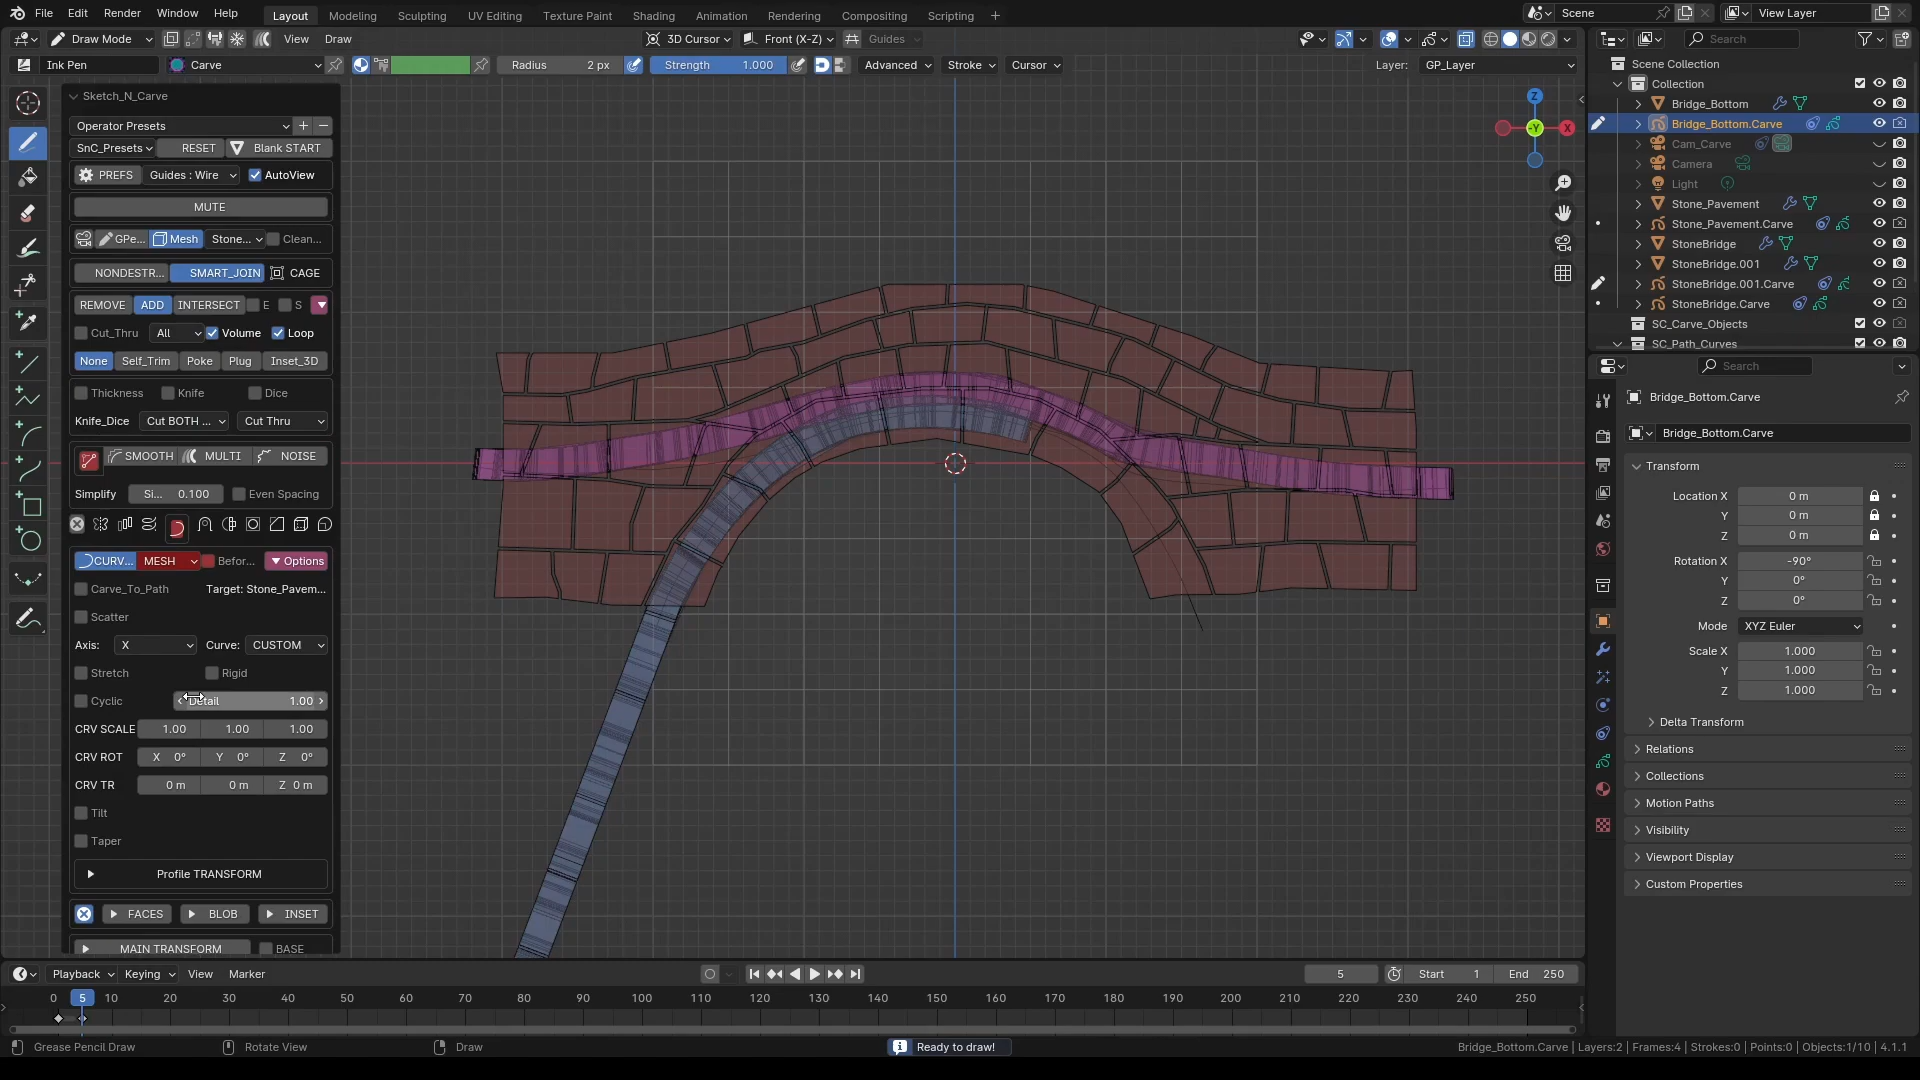 File Edit Render Window Help Layout Modeling Sculpting UV Editing Texture Paint Shading Animation Rendering Compositing Scripting + Scene View Layer
Draw Mode View Draw 3D Cursor Front (X-Z) Guides Search
Ink Pen Carve Radius 2 px Strength 1.000 Advanced Stroke Cursor Layer: GP_Layer
Scene Collection
Collection
Bridge_Bottom
Bridge_Bottom.Carve
Cam_Carve
Camera
Light
Stone_Pavement
Stone_Pavement.Carve
StoneBridge
StoneBridge.001
StoneBridge.001.Carve
StoneBridge.Carve
SC_Carve_Objects
SC_Path_Curves
Sketch_N_Carve
Operator Presets + −
SnC_Presets RESET Blank START
PREFS Guides : Wire AutoView
MUTE
GPe... Mesh Stone... Clean...
NONDESTR... SMART_JOIN CAGE
REMOVE ADD INTERSECT E S
Cut_Thru All Volume Loop
None Self_Trim Poke Plug Inset_3D
Thickness Knife Dice
Knife_Dice Cut BOTH ... Cut Thru
SMOOTH MULTI NOISE
Simplify Si... 0.100 Even Spacing
CURV... MESH Befor... Options
Carve_To_Path Target: Stone_Pavem...
Scatter
Axis: X Curve: CUSTOM
Stretch Rigid
Cyclic Detail 1.00
CRV SCALE 1.00 1.00 1.00
CRV ROT X 0° Y 0° Z 0°
CRV TR 0 m 0 m Z 0 m
Tilt
Taper
Profile TRANSFORM
FACES BLOB INSET
MAIN TRANSFORM BASE
Z
X
-Y
Search
Bridge_Bottom.Carve
Bridge_Bottom.Carve
Transform
Location X 0 m
Y 0 m
Z 0 m
Rotation X -90°
Y 0°
Z 0°
Mode XYZ Euler
Scale X 1.000
Y 1.000
Z 1.000
Delta Transform
Relations
Collections
Motion Paths
Visibility
Viewport Display
Custom Properties
Playback Keying View Marker 5 Start 1 End 250
0 5 10 20 30 40 50 60 70 80 90 100 110 120 130 140 150 160 170 180 190 200 210 220 230 240 250
Grease Pencil Draw Rotate View Draw Ready to draw! Bridge_Bottom.Carve | Layers:2 | Frames:4 | Strokes:0 | Points:0 | Objects:1/10 | 4.1.1